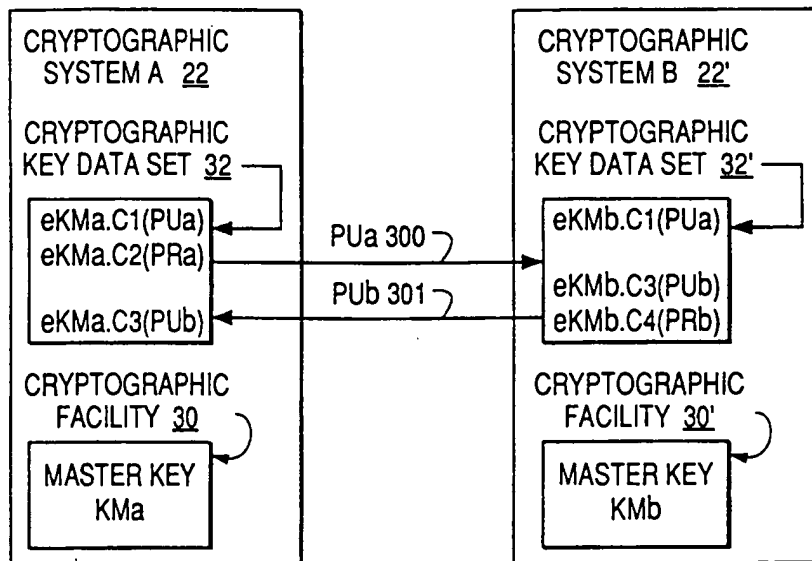 CRYPTOGRAPHIC
SYSTEM A 22
CRYPTOGRAPHIC
KEY DATA SET 32
eKMa.C1(PUa)
eKMa.C2(PRa)
eKMa.C3(PUb)
CRYPTOGRAPHIC
FACILITY 30
MASTER KEY
KMa
PUa 300
PUb 301
CRYPTOGRAPHIC
SYSTEM B 22'
CRYPTOGRAPHIC
KEY DATA SET 32'
eKMb.C1(PUa)
eKMb.C3(PUb)
eKMb.C4(PRb)
CRYPTOGRAPHIC
FACILITY 30'
MASTER KEY
KMb